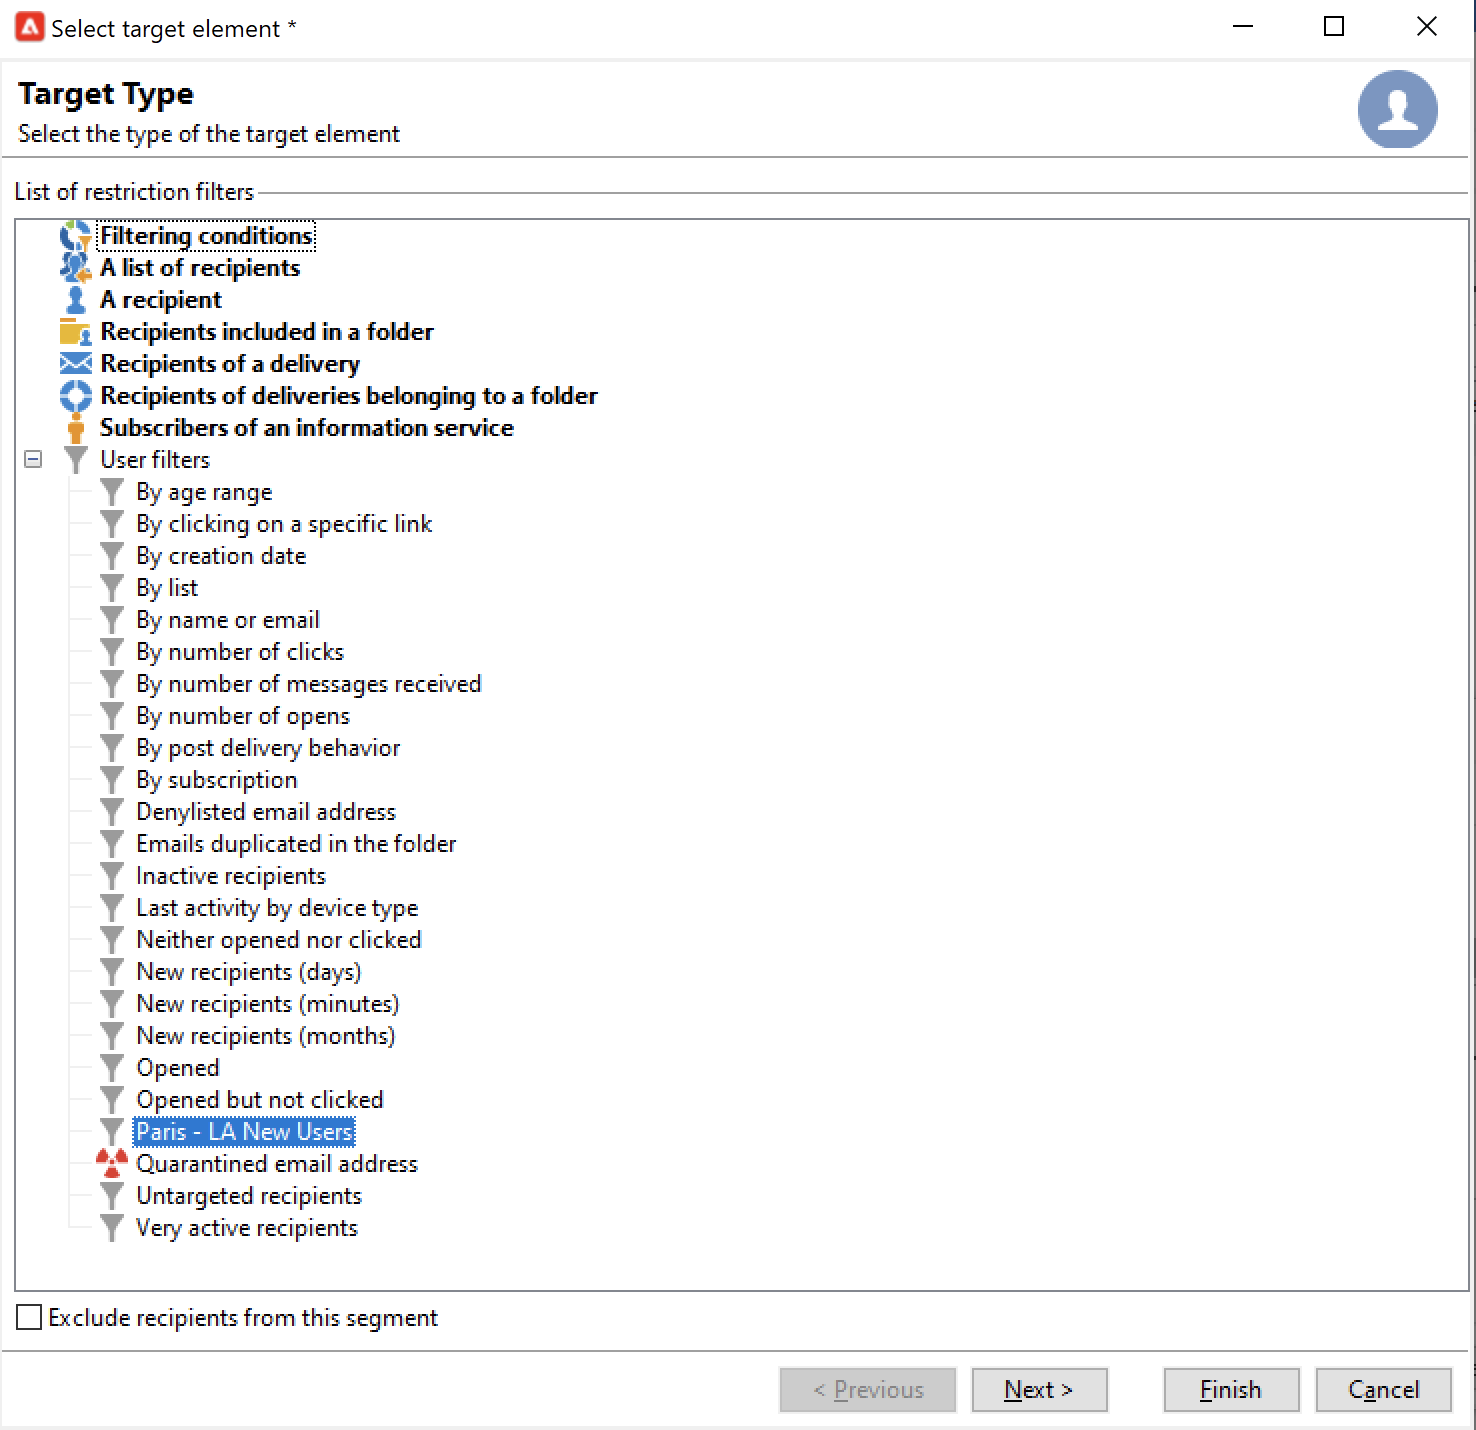 Select target element *
Target Type
Select the type of the target element
List of restriction filters
Filtering conditions
A list of recipients
A recipient
Recipients included in a folder
Recipients of a delivery
Recipients of deliveries belonging to a folder
Subscribers of an information service
User filters
By age range
By clicking on a specific link
By creation date
By list
By name or email
By number of clicks
By number of messages received
By number of opens
By post delivery behavior
By subscription
Denylisted email address
Emails duplicated in the folder
Inactive recipients
Last activity by device type
Neither opened nor clicked
New recipients (days)
New recipients (minutes)
New recipients (months)
Opened
Opened but not clicked
Paris - LA New Users
Quarantined email address
Untargeted recipients
Very active recipients
Exclude recipients from this segment
< Previous Next > Finish Cancel